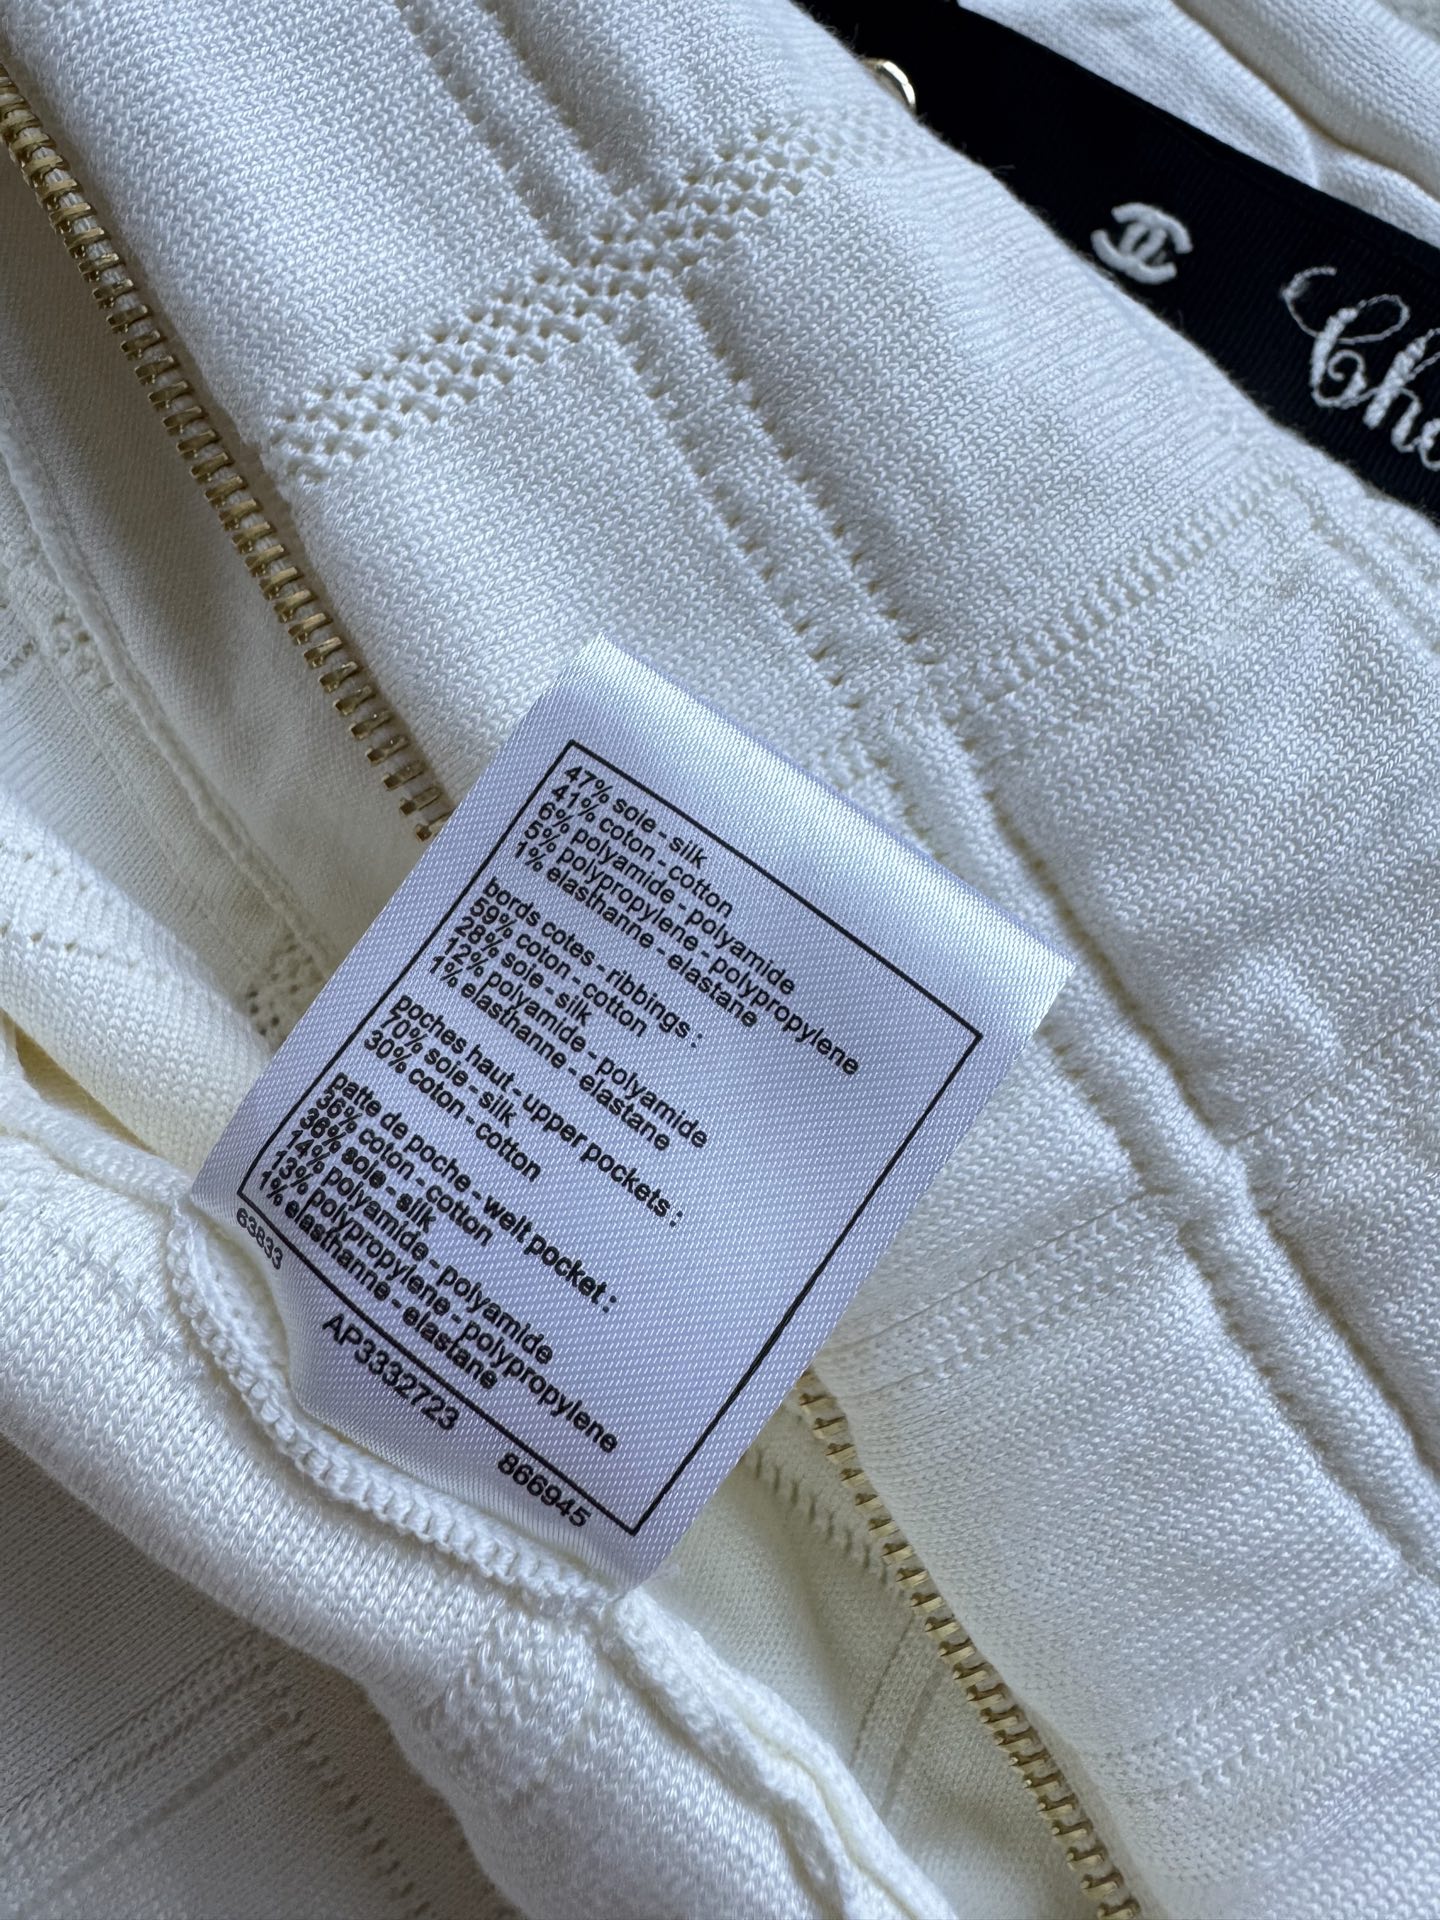 Cha
47% soie - silk
41% coton - cotton
6% polyamide - polyamide
5% polypropylene - polypropylene
1% elasthanne - elastane
bords cotes - ribbings :
59% coton - cotton
28% soie - silk
12% polyamide - polyamide
1% elasthanne - elastane
poches haut - upper pockets :
70% soie - silk
30% coton - cotton
patte de poche - welt pocket :
36% coton - cotton
36% soie - silk
14% polyamide - polyamide
13% polypropylene - polypropylene
1% elasthanne - elastane
63833
AP3332723
866945